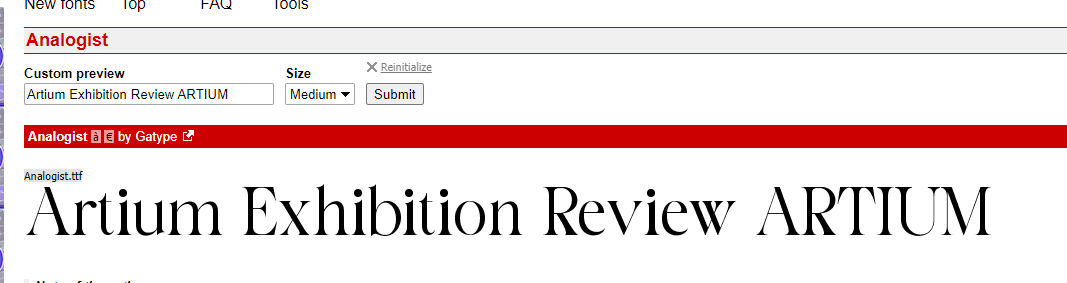 New fonts Top FAQ Tools
Analogist
Custom preview Size Reinitialize
Artium Exhibition Review ARTIUM Medium Submit
Analogist à € by Gatype
Analogist.ttf
Artium Exhibition Review ARTIUM